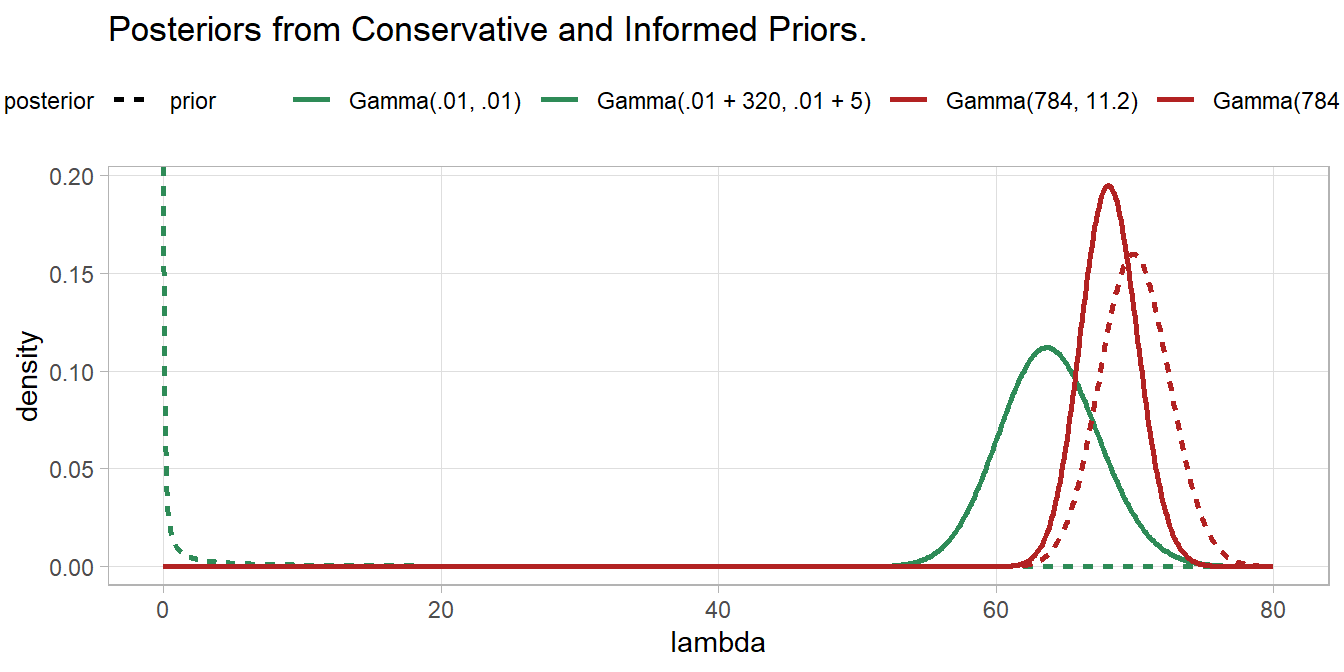 Posteriors from Conservative and Informed Priors.
posterior prior Gamma(.01, .01) Gamma(.01 + 320, .01 + 5) Gamma(784, 11.2) Gamma(784
0.20
0.15
0.10
0.05
0.00
density
0 20 40 60 80
lambda